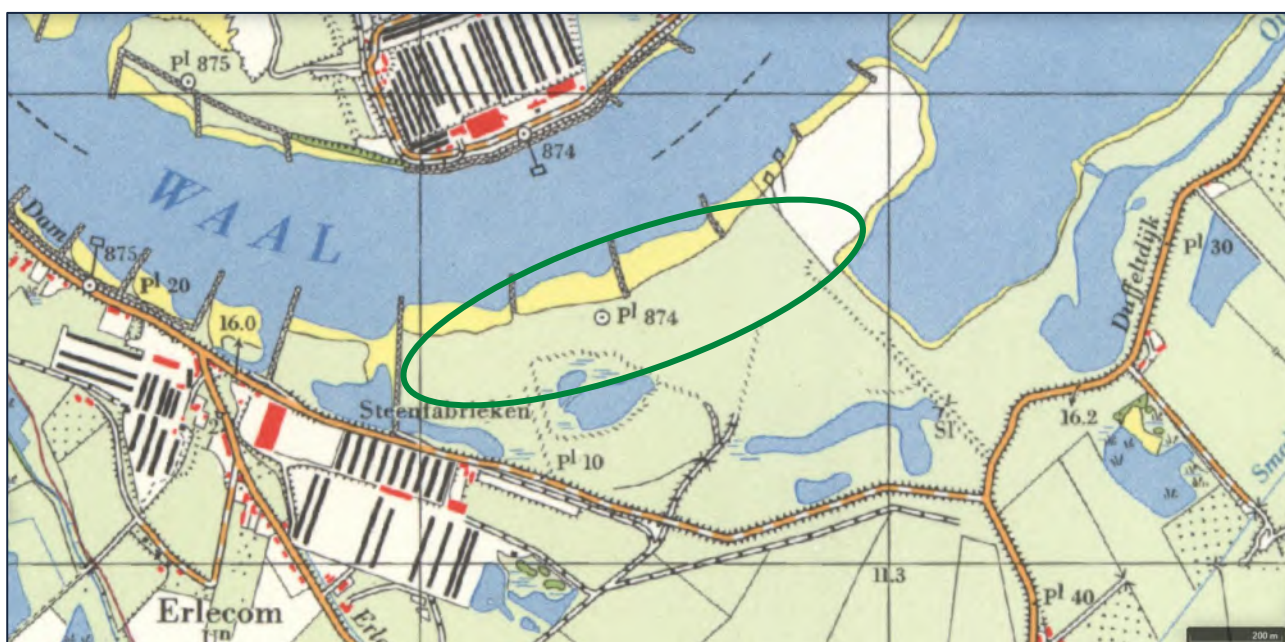 Pl 875
874
WAAL
Dam
875
Pl 20
16.0
Pl 874
Duffeltdijk
Pl 30
Steenfabrieken
Pl 10
Sl
16.2
11.3
Erlecom
Pl 40
200 m